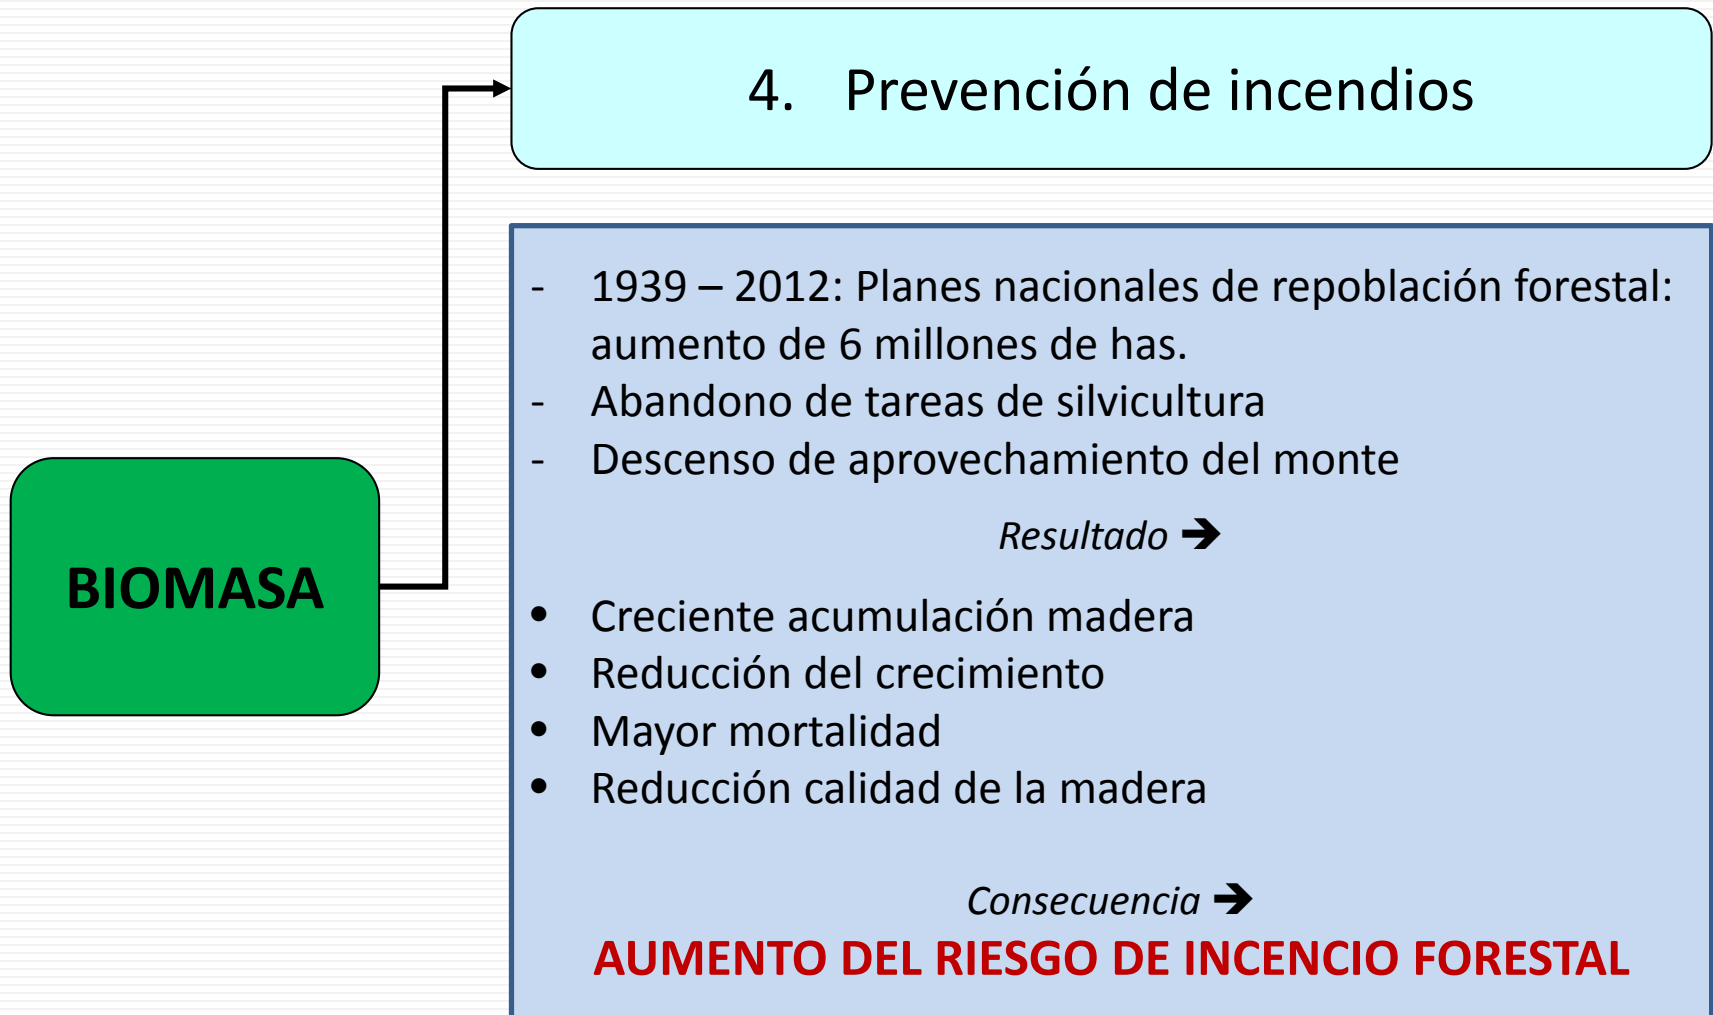 4. Prevención de incendios
- 1939 – 2012: Planes nacionales de repoblación forestal:
aumento de 6 millones de has.
- Abandono de tareas de silvicultura
- Descenso de aprovechamiento del monte
Resultado ➔
BIOMASA
• Creciente acumulación madera
• Reducción del crecimiento
• Mayor mortalidad
• Reducción calidad de la madera
Consecuencia ➔
AUMENTO DEL RIESGO DE INCENCIO FORESTAL